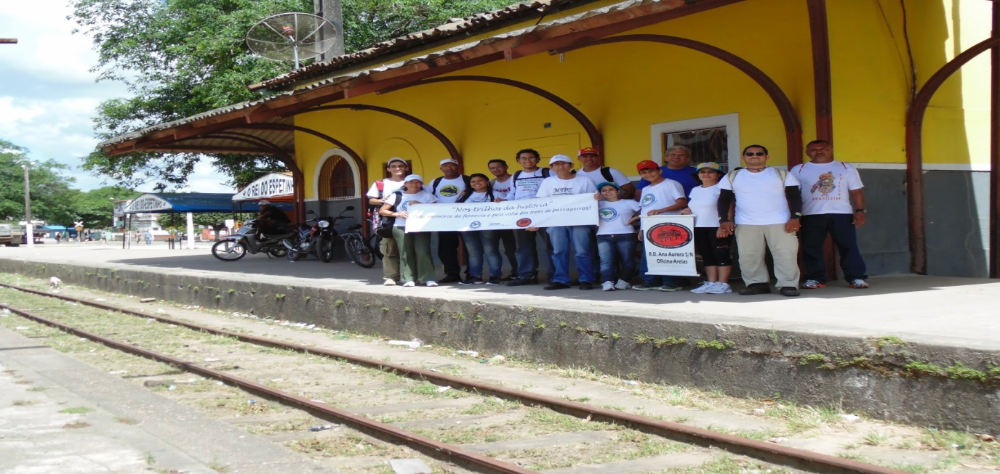 O REI DO ESPETINHO
O REI DO ESPETINHO
"Nos trilhos da história"
memória da ferrovia e pela volta dos trens de passageiros!
MTPE
R.D. Ana Aurora S/N
Oficina-Areias